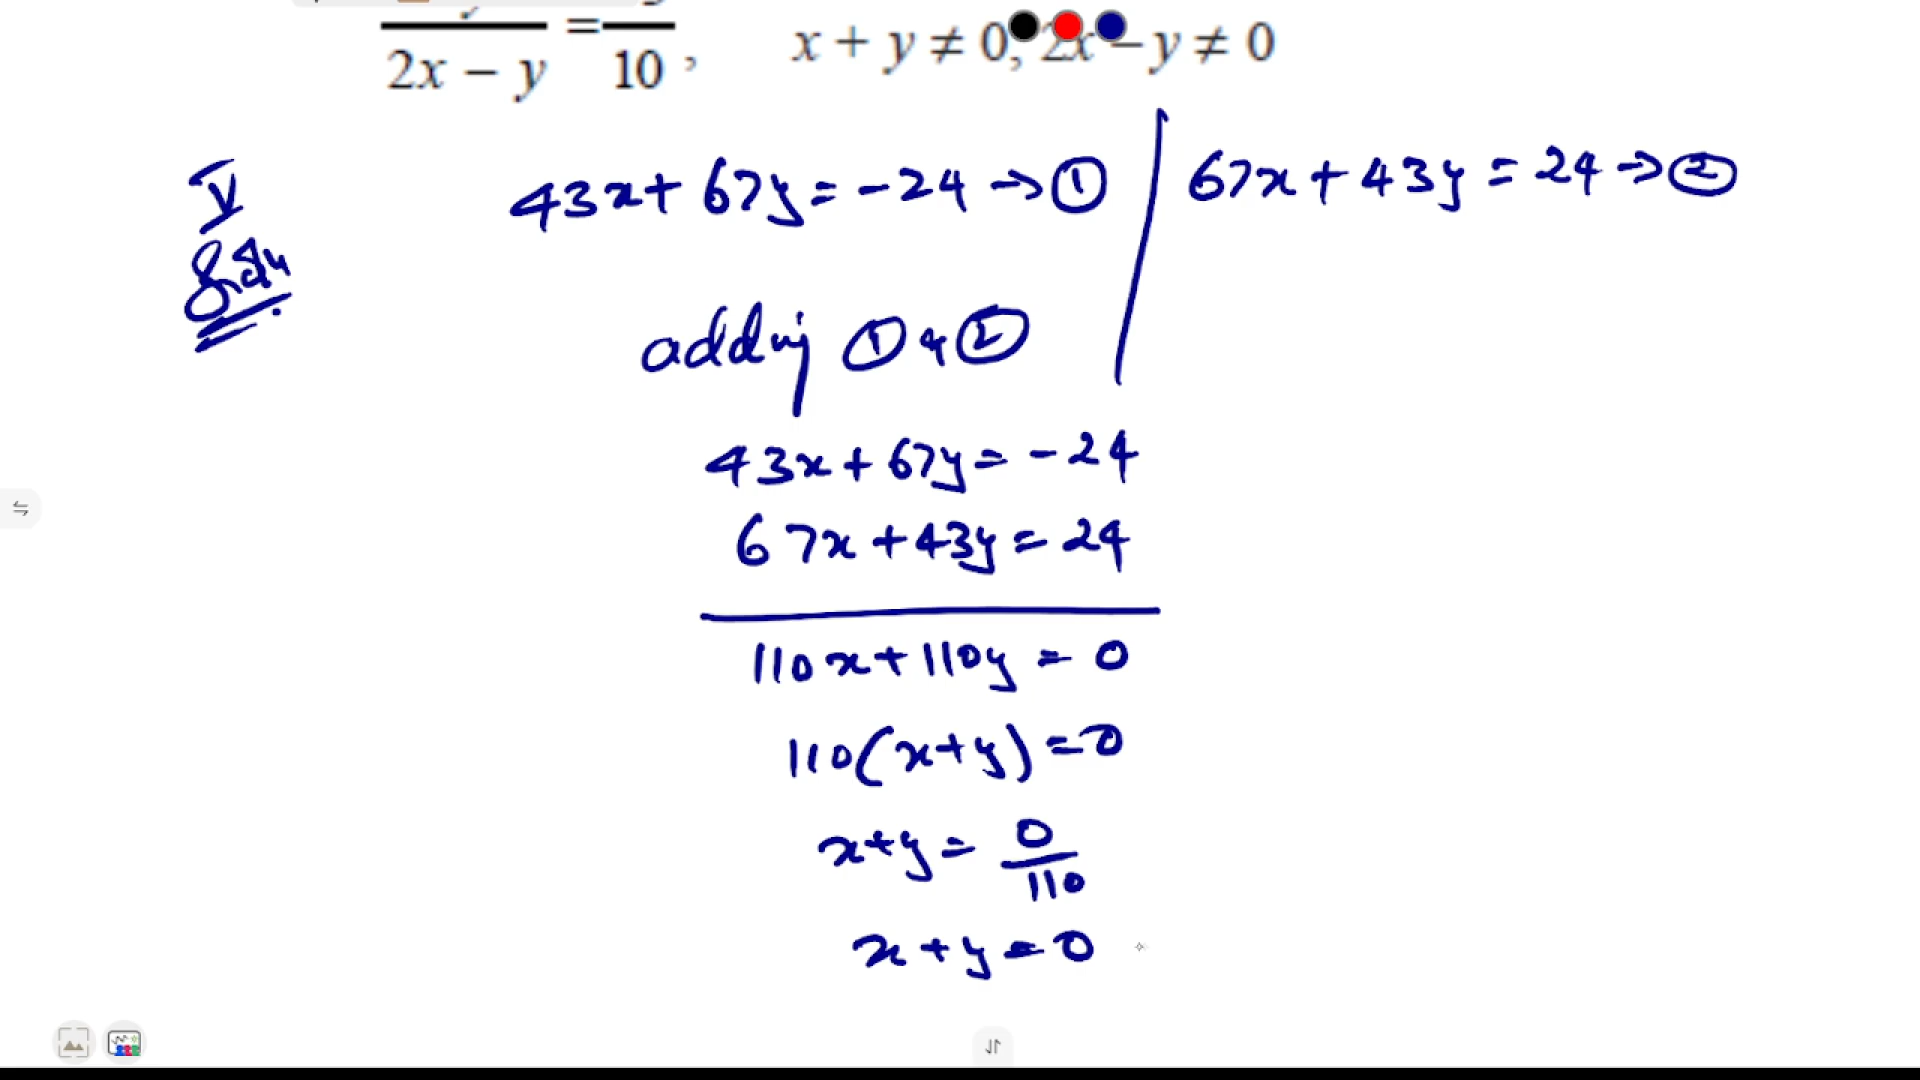 2x − y = 10 , x + y ≠ 0, 2x − y ≠ 0
V
43x + 67y = -24 → ① 67x + 43y = 24 → ②
adding ① & ②
43x + 67y = -24
67x + 43y = 24
110x + 110y = 0
110(x+y) = 0
x+y = 0/110
x + y = 0